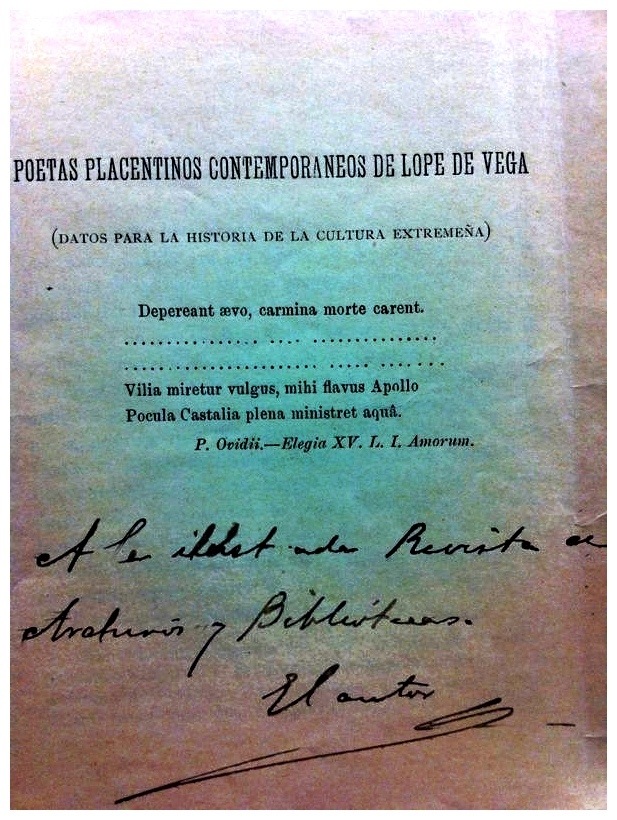 POETAS PLACENTINOS CONTEMPORANEOS DE LOPE DE VEGA
(DATOS PARA LA HISTORIA DE LA CULTURA EXTREMEÑA)
Depereant ævo, carmina morte carent.
Vilia miretur vulgus, mihi flavus Apollo
Pocula Castalia plena ministret aquâ.
P. Ovidii.—Elegia XV. L. I. Amorum.
A la ilustrada Revista de
Archivos y Bibliotecas.
El autor